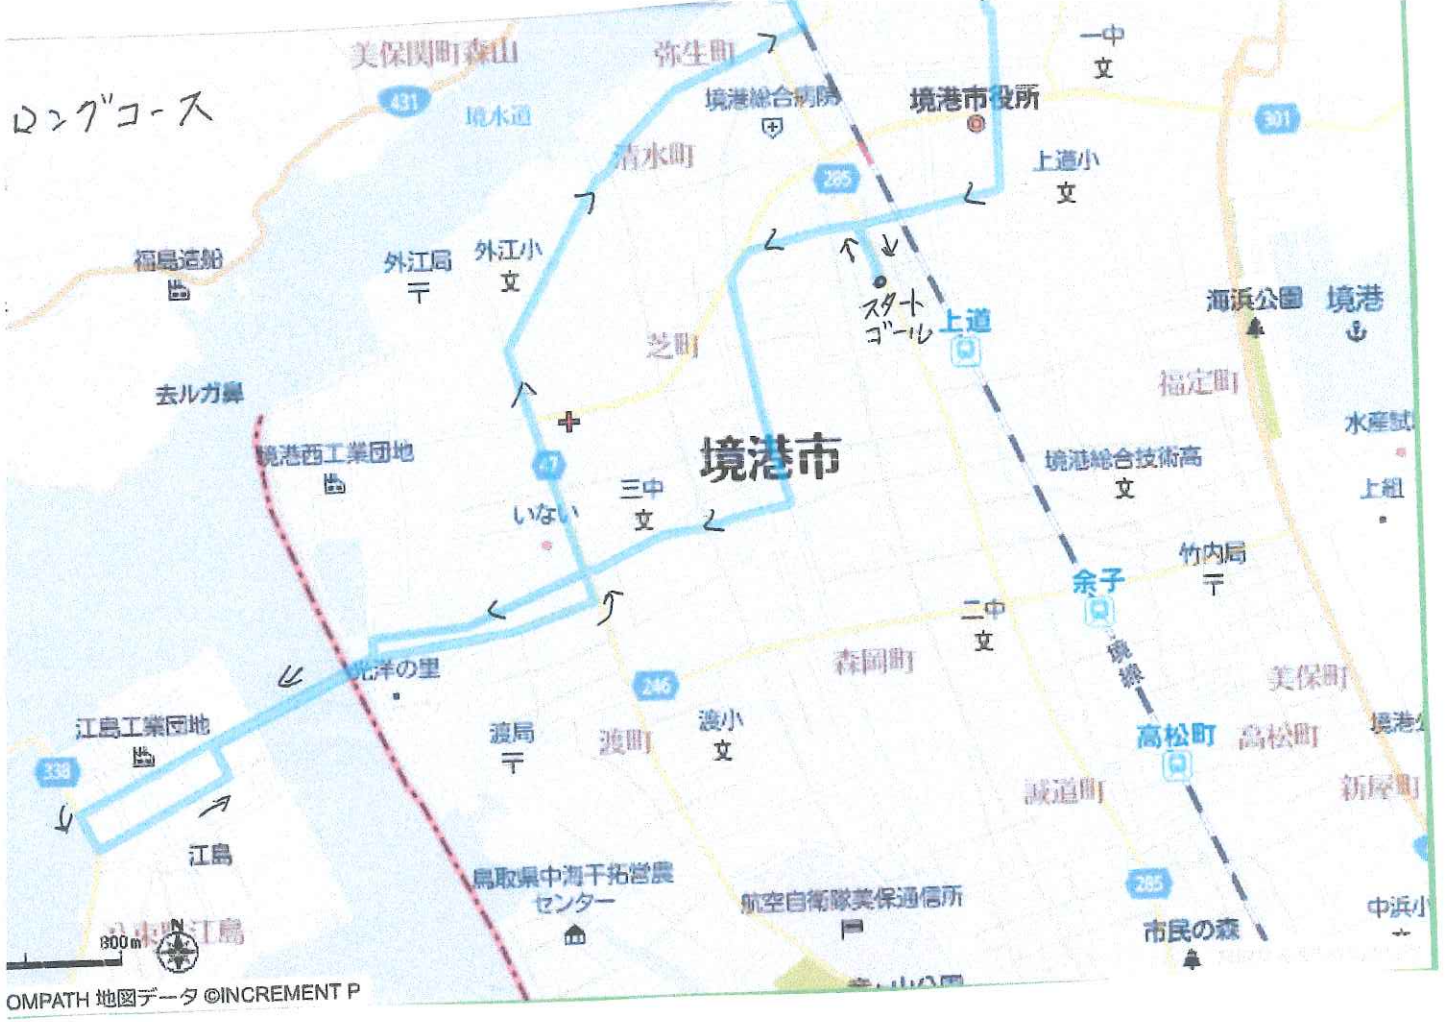 美保関町森山
弥生町
一中
文
ロングコース
431
境水道
境港総合病院
境港市役所
301
清水町
285
上道小
文
福島造船
外江局
外江小
文
スタート
ゴール
上道
海浜公園
境港
芝町
去ルガ鼻
福定町
境港西工業団地
47
境港市
水産試
三中
文
いない
境港総合技術高
文
上組
竹内局
余子
二中
文
境線
光洋の里
246
森岡町
美保町
江島工業団地
渡局
渡町
渡小
文
高松町
高松町
境港公
338
誠道町
新屋町
江島
鳥取県中海干拓営農
センター
航空自衛隊美保通信所
285
市民の森
中浜小
八束町江島
N
800m
OMPATH 地図データ ©INCREMENT P